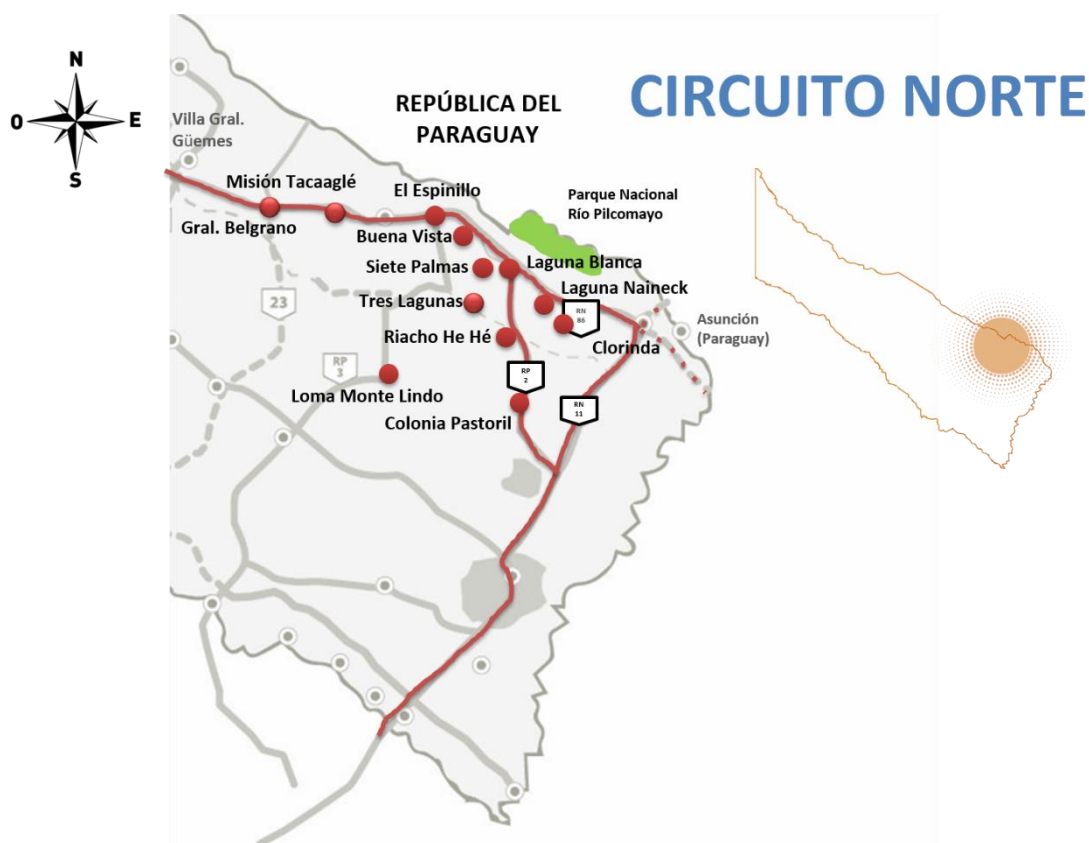 CIRCUITO NORTE
N
O
E
S
REPÚBLICA DEL
PARAGUAY
Villa Gral.
Güemes
Misión Tacaaglé
El Espinillo
Parque Nacional
Río Pilcomayo
Gral. Belgrano
Buena Vista
Siete Palmas
Laguna Blanca
Laguna Naineck
23
Tres Lagunas
RN
86
Asunción
(Paraguay)
Riacho He Hé
Clorinda
RP
3
RP
2
Loma Monte Lindo
RN
11
Colonia Pastoril